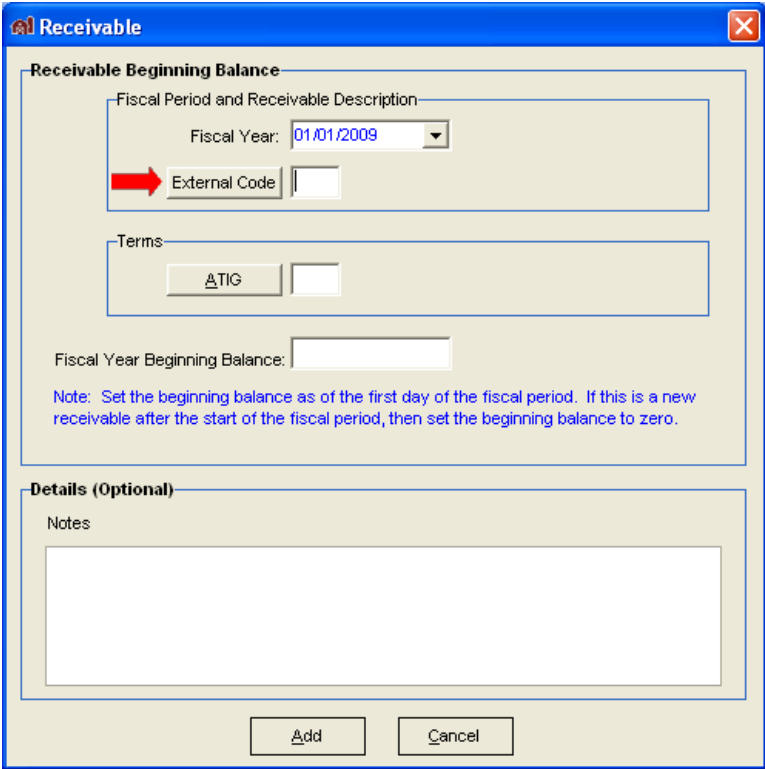 Receivable
Receivable Beginning Balance
Fiscal Period and Receivable Description
Fiscal Year: 01/01/2009
External Code
Terms
ATIG
Fiscal Year Beginning Balance:
Note: Set the beginning balance as of the first day of the fiscal period. If this is a new
receivable after the start of the fiscal period, then set the beginning balance to zero.
Details (Optional)
Notes
Add Cancel